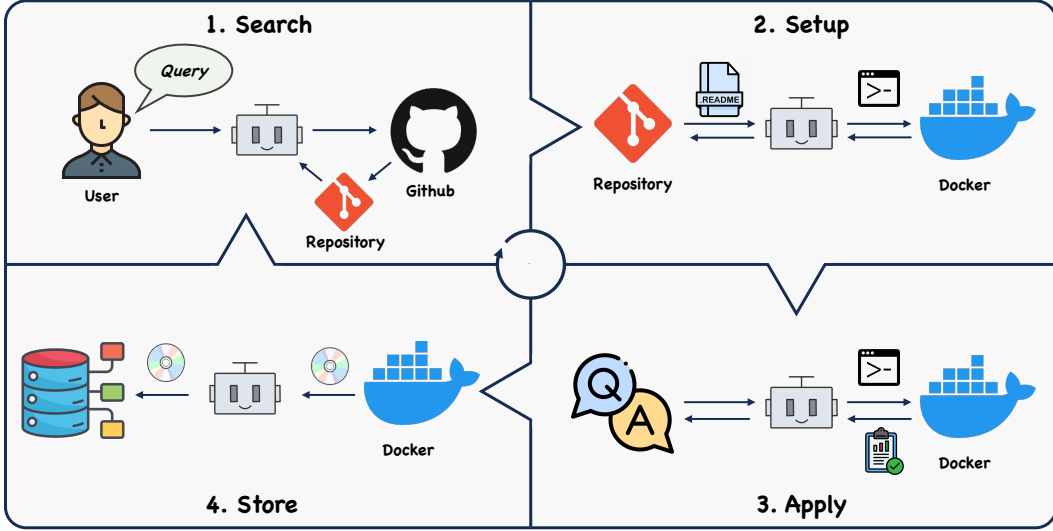 1. Search
Query
User
Github
Repository
2. Setup
.README
>-
Repository
Docker
Q
A
>-
Docker
3. Apply
Docker
4. Store